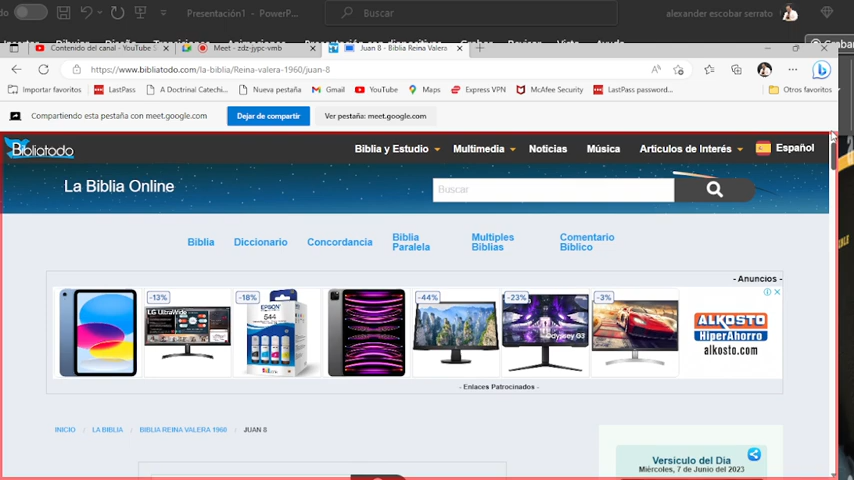 Presentación1 - PowerP...
Buscar
alexander escobar serrato
Contenido del canal - YouTube S
Meet - zdz-jypc-vmb
Juan 8 - Biblia Reina Valera
https://www.bibliatodo.com/la-biblia/Reina-valera-1960/juan-8
Importar favoritos
LastPass
A Doctrinal Catechi...
Nueva pestaña
Gmail
YouTube
Maps
Express VPN
McAfee Security
LastPass password...
Otros favoritos
Compartiendo esta pestaña con meet.google.com
Dejar de compartir
Ver pestaña: meet.google.com
Bibliatodo
Biblia y Estudio
Multimedia
Noticias
Música
Artículos de Interés
Español
La Biblia Online
Buscar
Biblia
Diccionario
Concordancia
Biblia Paralela
Multiples Biblias
Comentario Bíblico
- Anuncios -
-13%
-18%
-44%
-23%
-3%
LG UltraWide
EPSON
544
Odyssey G3
ALKOSTO
HiperAhorro
alkosto.com
- Enlaces Patrocinados -
INICIO / LA BIBLIA / BIBLIA REINA VALERA 1960 / JUAN 8
Versiculo del Dia
Miércoles, 7 de Junio del 2023